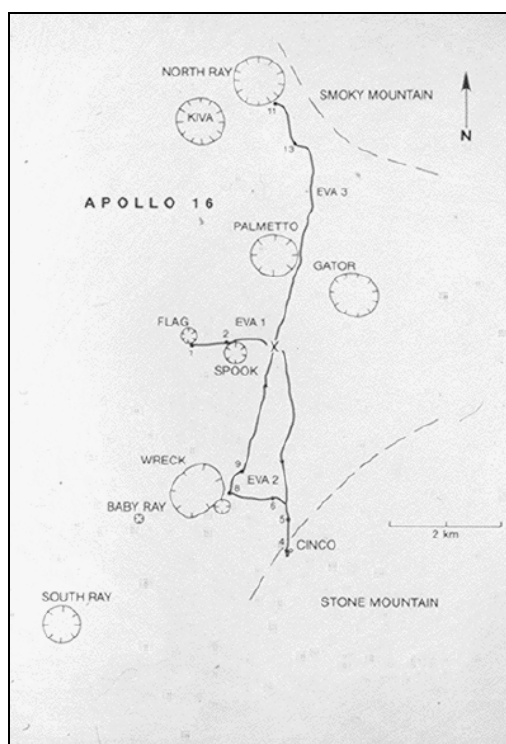 NORTH RAY
SMOKY MOUNTAIN
11
KIVA
N
13
EVA 3
APOLLO 16
PALMETTO
GATOR
FLAG
EVA 1
2
1
SPOOK
X
WRECK
9
EVA 2
8
6
BABY RAY
5
2 km
4
CINCO
SOUTH RAY
STONE MOUNTAIN